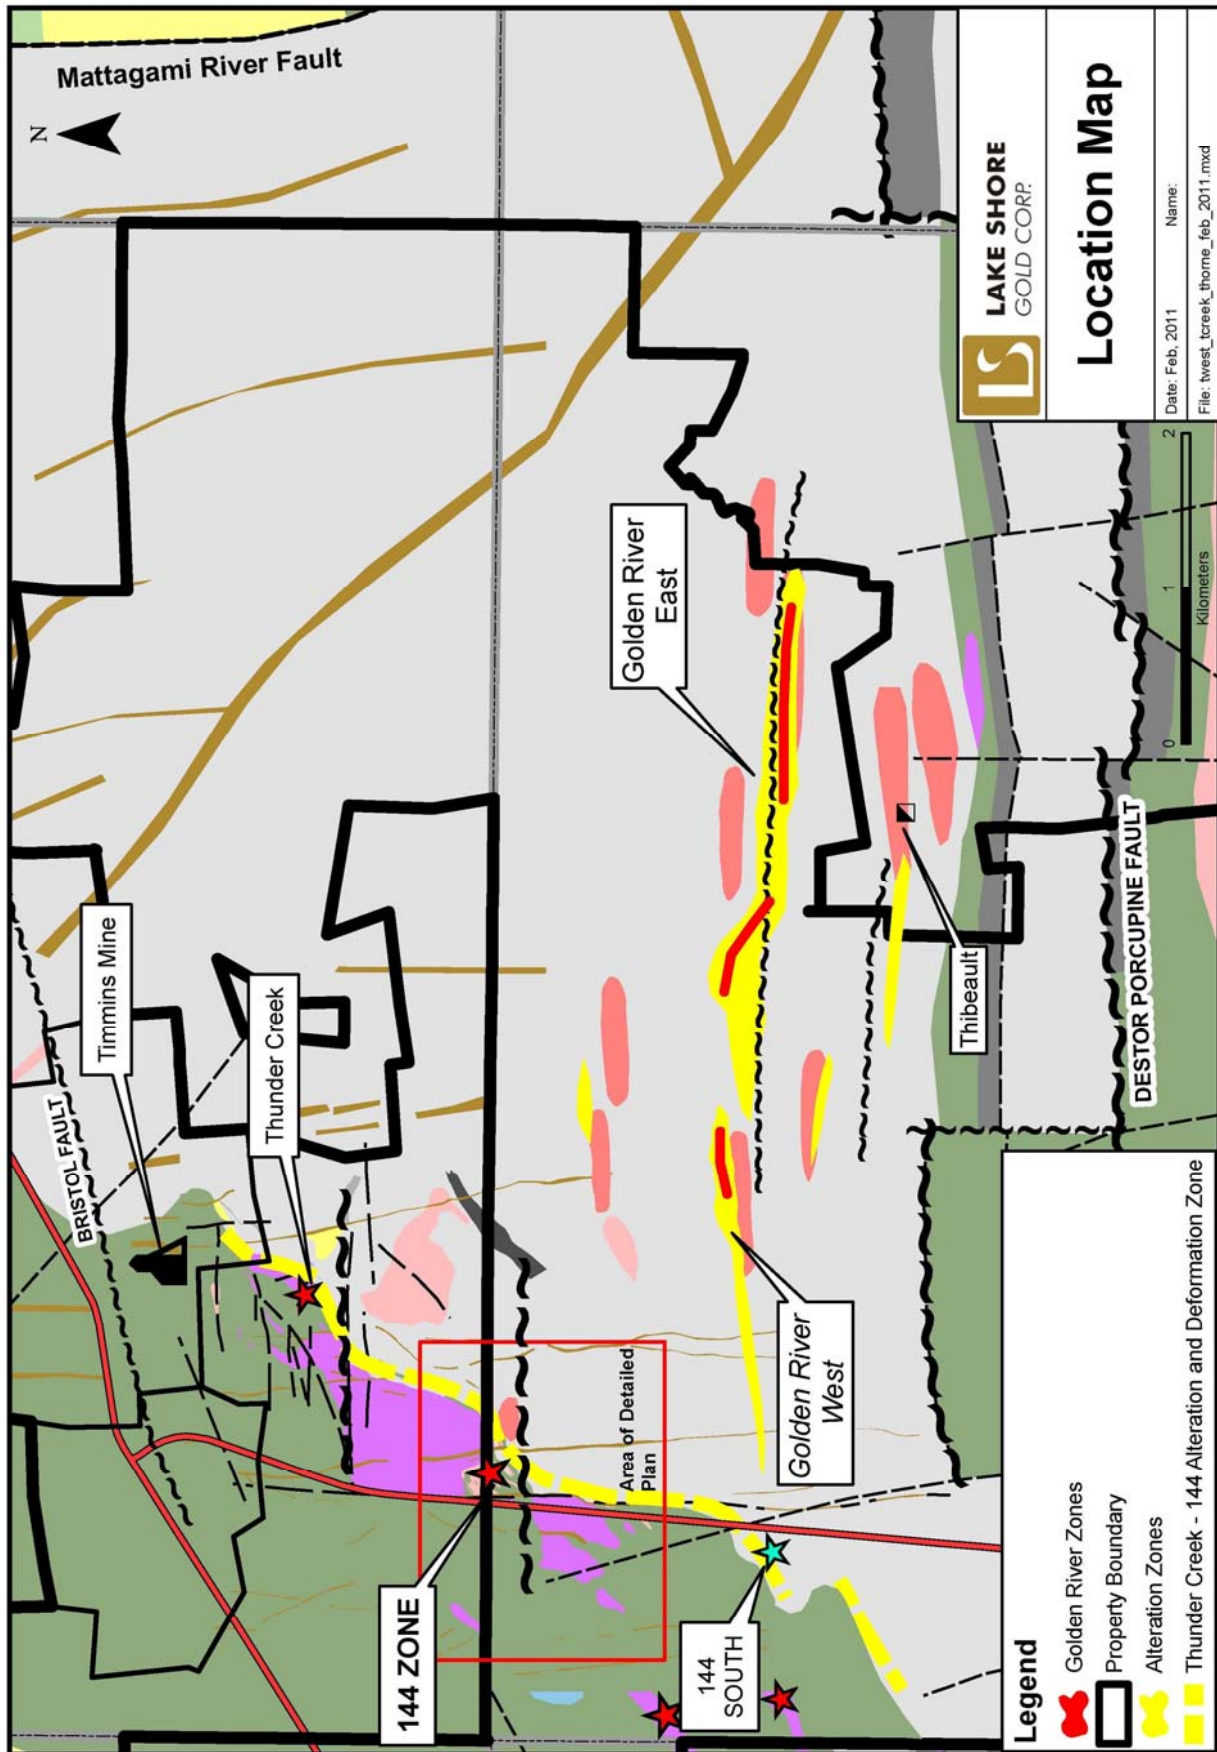 Mattagami River Fault
N
BRISTOL FAULT
Timmins Mine
Thunder Creek
144 ZONE
Area of Detailed
Plan
144
SOUTH
Golden River
East
Golden River
West
Thibeault
DESTOR PORCUPINE FAULT
Legend
Golden River Zones
Property Boundary
Alteration Zones
Thunder Creek - 144 Alteration and Deformation Zone
0 1 2
Kilometers
LS
LAKE SHORE
GOLD CORP.
Location Map
Date: Feb, 2011 Name:
File: twest_tcreek_thorne_feb_2011.mxd